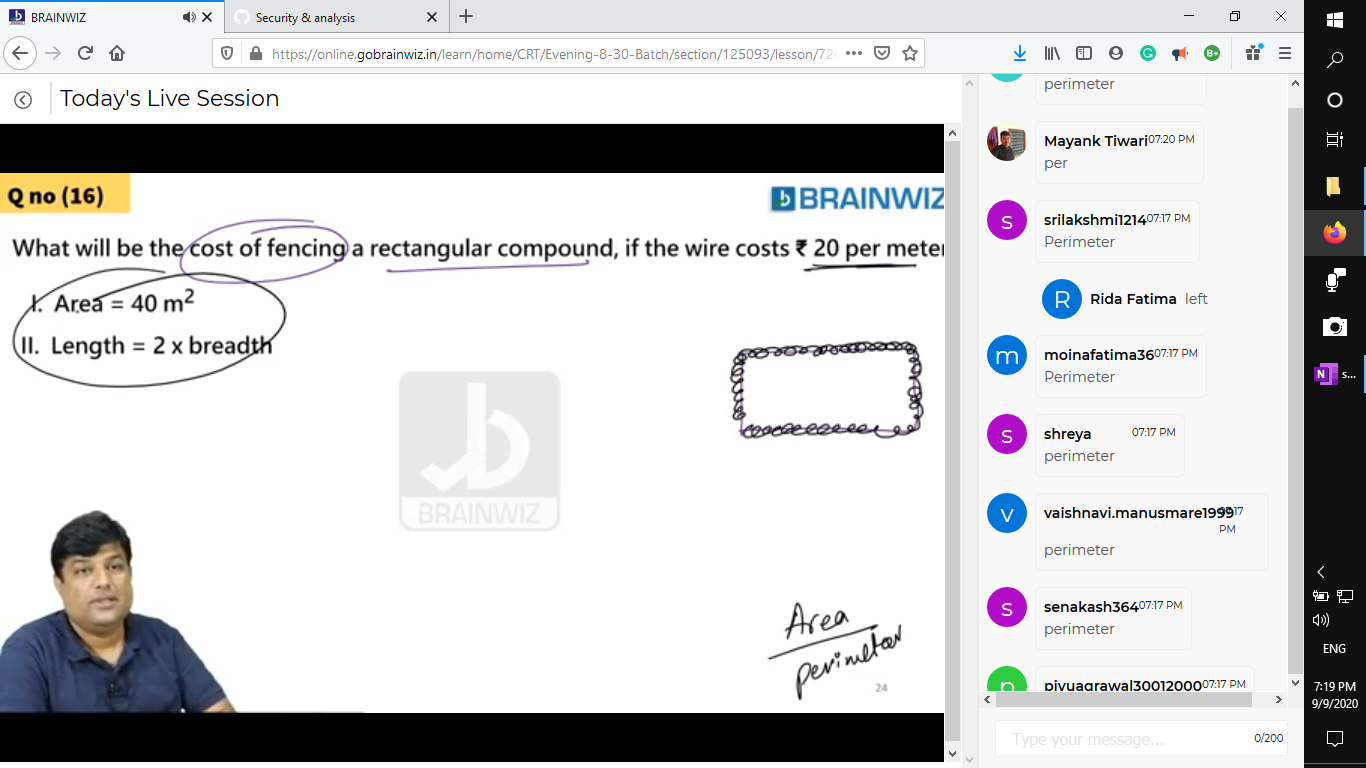 BRAINWIZ
Security & analysis
https://online.gobrainwiz.in/learn/home/CRT/Evening-8-30-Batch/section/125093/lesson/72
Today's Live Session
Q no (16)
BRAINWIZ
What will be the cost of fencing a rectangular compound, if the wire costs ₹ 20 per meter
I. Area = 40 m²
II. Length = 2 x breadth
BRAINWIZ
Area
perimeter
24
perimeter
Mayank Tiwari 07:20 PM
per
s
srilakshmi1214 07:17 PM
Perimeter
R
Rida Fatima left
m
moinafatima36 07:17 PM
Perimeter
s
shreya 07:17 PM
perimeter
v
vaishnavi.manusmare1999 07:17
PM
perimeter
s
senakash364 07:17 PM
perimeter
p
piyuagrawal30012000 07:17 PM
Type your message...
0/200
N s...
ENG
7:19 PM
9/9/2020